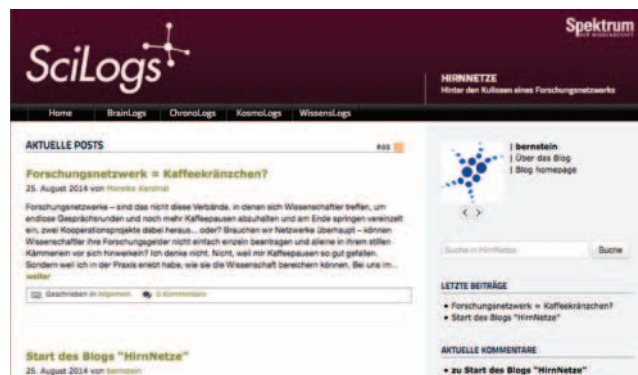 Spektrum
DER WISSENSCHAFT
SciLogs
HIRNNETZE
Hinter den Kulissen eines Forschungsnetzwerks
Home BrainLogs ChronoLogs KosmoLogs WissensLogs
AKTUELLE POSTS
RSS
Forschungsnetzwerk = Kaffeekränzchen?
25. August 2014 von Mareike Kardinal
Forschungsnetzwerke – sind das nicht diese Verbände, in denen sich Wissenschaftler treffen, um
endlose Gesprächsrunden und noch mehr Kaffeepausen abzuhalten und am Ende springen vereinzelt
ein, zwei Kooperationsprojekte dabei heraus... oder? Brauchen wir Netzwerke überhaupt – können
Wissenschaftler ihre Forschungsgelder nicht einfach einzeln beantragen und alleine in ihrem stillen
Kämmerlein vor sich hinwerkeln? Ich denke nicht. Nicht, weil mir Kaffeepausen so gut gefallen.
Sondern weil ich in der Praxis erlebt habe, wie sie die Wissenschaft bereichern können. Bei uns im...
weiter
Geschrieben in Allgemein 0 Kommentare
Start des Blogs "HirnNetze"
25. August 2014 von bernstein
| bernstein
| Über das Blog
| Blog homepage
Suche in HirnNetze Suche
LETZTE BEITRÄGE
• Forschungsnetzwerk = Kaffeekränzchen?
• Start des Blogs "HirnNetze"
AKTUELLE KOMMENTARE
• zu Start des Blogs "HirnNetze"